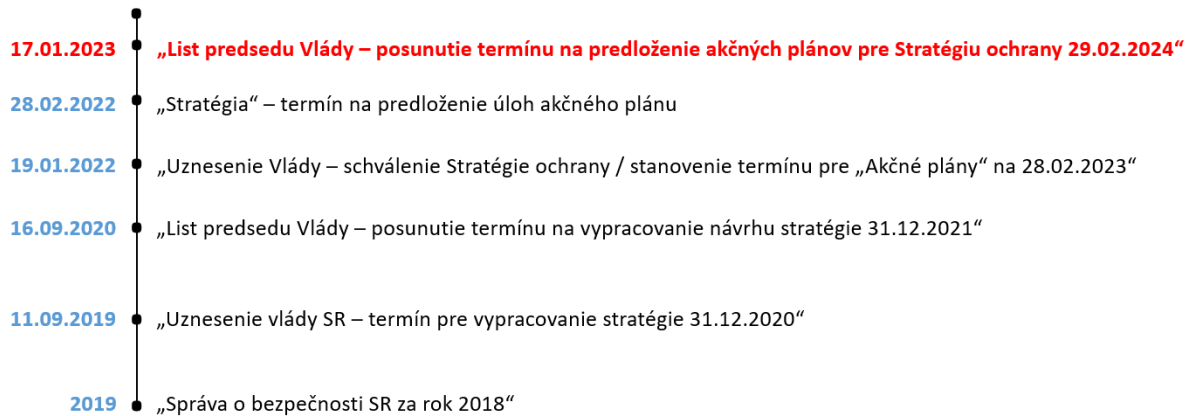 17.01.2023 „List predsedu Vlády – posunutie termínu na predloženie akčných plánov pre Stratégiu ochrany 29.02.2024“
28.02.2022 „Stratégia“ – termín na predloženie úloh akčného plánu
19.01.2022 „Uznesenie Vlády – schválenie Stratégie ochrany / stanovenie termínu pre „Akčné plány“ na 28.02.2023“
16.09.2020 „List predsedu Vlády – posunutie termínu na vypracovanie návrhu stratégie 31.12.2021“
11.09.2019 „Uznesenie vlády SR – termín pre vypracovanie stratégie 31.12.2020“
2019 „Správa o bezpečnosti SR za rok 2018“